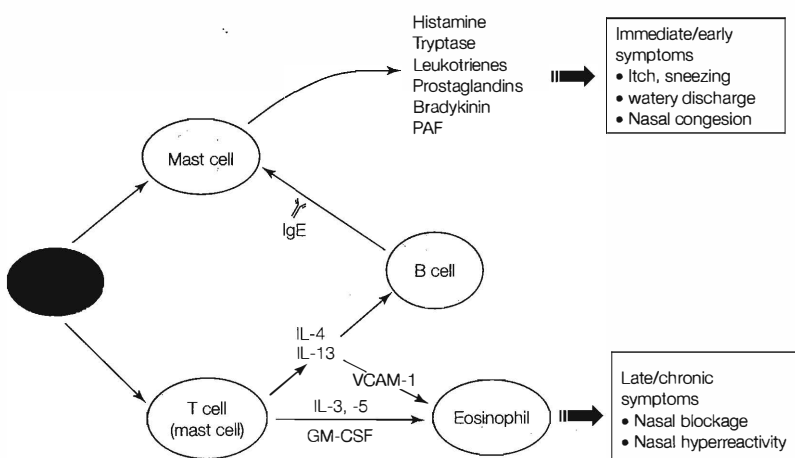 Histamine
Tryptase
Leukotrienes
Prostaglandins
Bradykinin
PAF
Immediate/early
symptoms
• Itch, sneezing
• watery discharge
• Nasal congesion
Mast cell
IgE
B cell
IL-4
IL-13
VCAM-1
T cell
(mast cell)
IL-3, -5
GM-CSF
Eosinophil
Late/chronic
symptoms
• Nasal blockage
• Nasal hyperreactivity